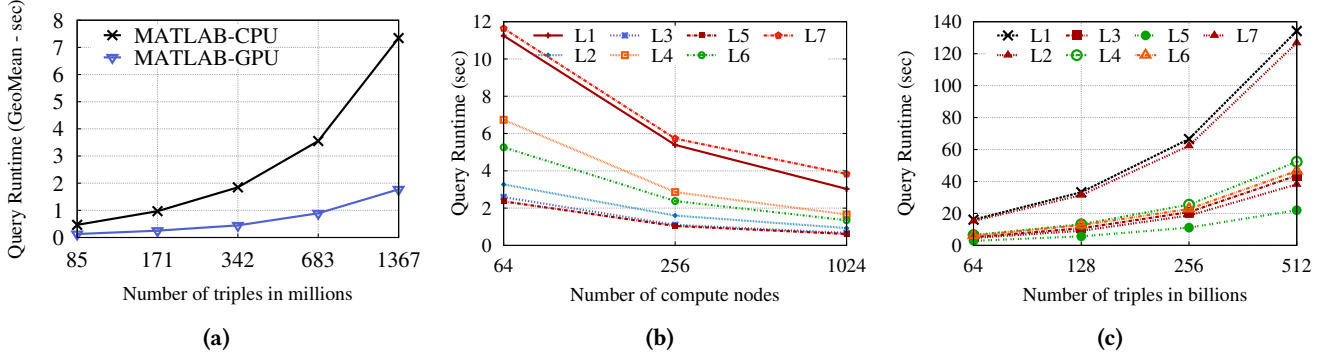 Query Runtime (GeoMean - sec)
8
7
6
5
4
3
2
1
0
MATLAB-CPU
MATLAB-GPU
85 171 342 683 1367
Number of triples in millions
(a)
Query Runtime (sec)
12
10
8
6
4
2
0
L1 L3 L5 L7
L2 L4 L6
64 256 1024
Number of compute nodes
(b)
Query Runtime (sec)
140
120
100
80
60
40
20
0
L1 L3 L5 L7
L2 L4 L6
64 128 256 512
Number of triples in billions
(c)